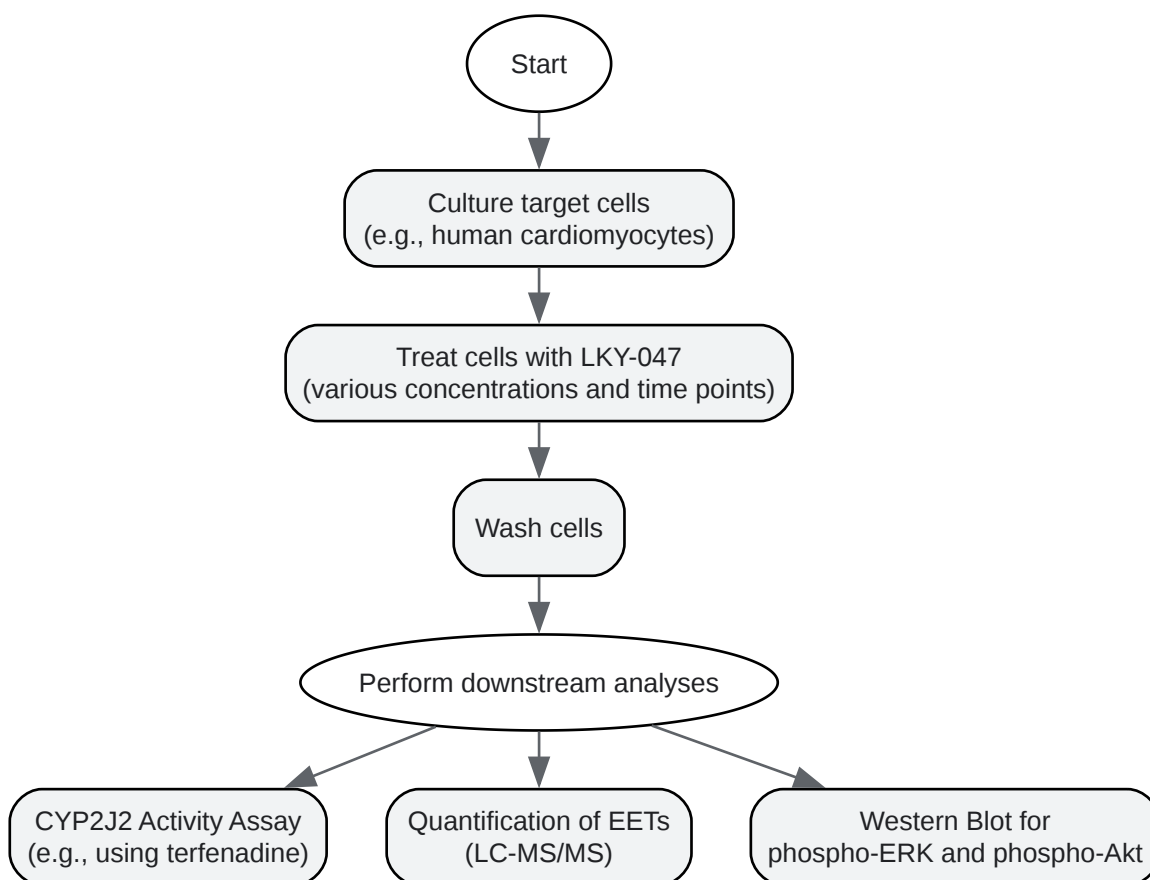 Start
Culture target cells
(e.g., human cardiomyocytes)
Treat cells with LKY-047
(various concentrations and time points)
Wash cells
Perform downstream analyses
CYP2J2 Activity Assay
(e.g., using terfenadine)
Quantification of EETs
(LC-MS/MS)
Western Blot for
phospho-ERK and phospho-Akt